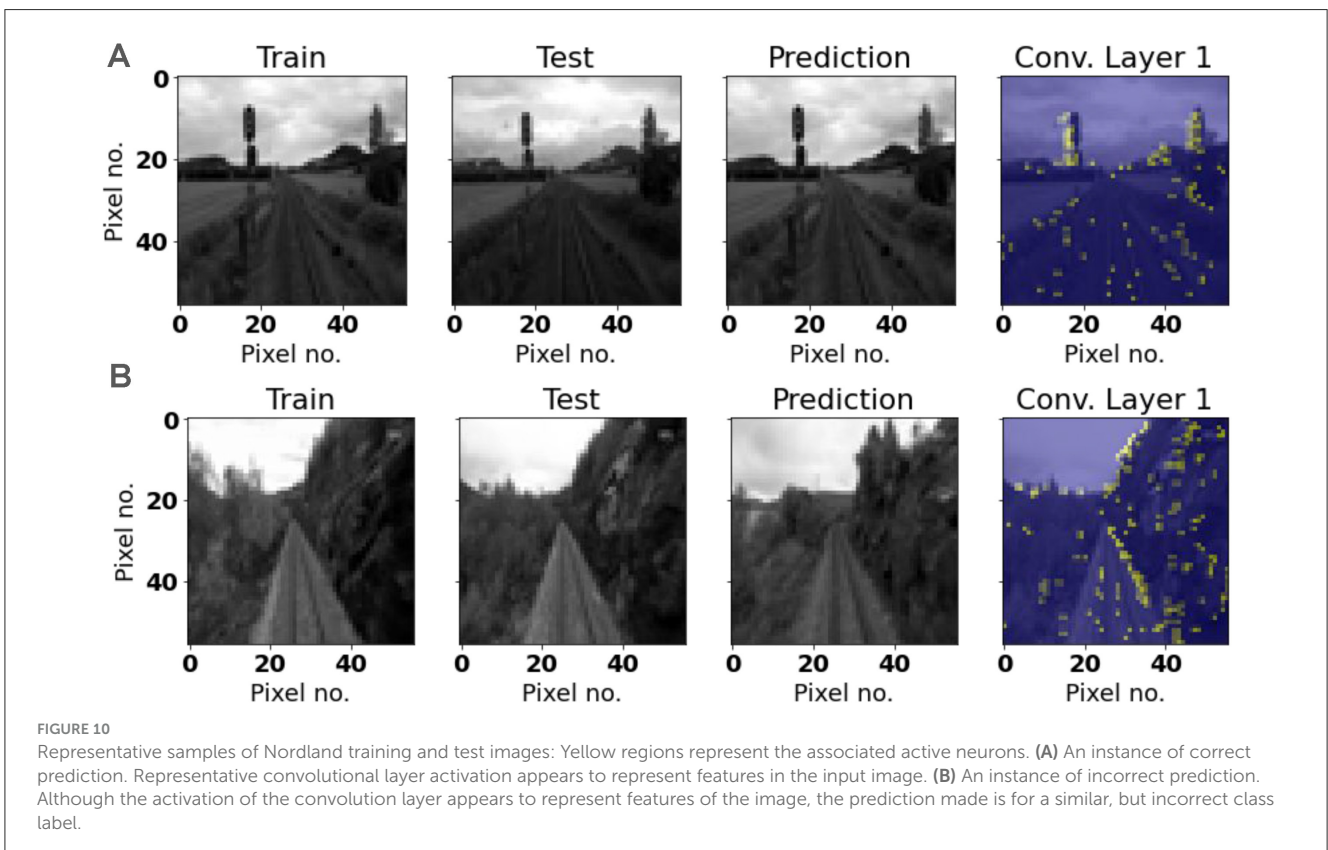 A
Train Test Prediction Conv. Layer 1
0
20
40
Pixel no.
0 20 40 0 20 40 0 20 40 0 20 40
Pixel no. Pixel no. Pixel no. Pixel no.
B
Train Test Prediction Conv. Layer 1
0
20
40
Pixel no.
0 20 40 0 20 40 0 20 40 0 20 40
Pixel no. Pixel no. Pixel no. Pixel no.
FIGURE 10
Representative samples of Nordland training and test images: Yellow regions represent the associated active neurons. (A) An instance of correct
prediction. Representative convolutional layer activation appears to represent features in the input image. (B) An instance of incorrect prediction.
Although the activation of the convolution layer appears to represent features of the image, the prediction made is for a similar, but incorrect class
label.